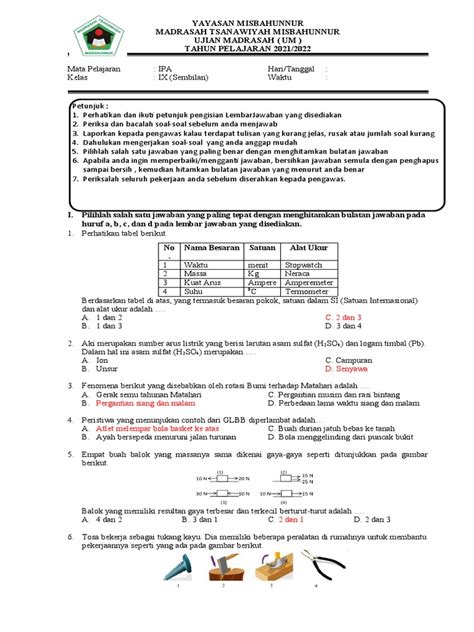 YAYASAN MISBAHUNNUR
MADRASAH TSANAWIYAH MISBAHUNNUR
UJIAN MADRASAH ( UM )
TAHUN PELAJARAN 2021/2022
Mata Pelajaran : IPA Hari/Tanggal :
Kelas : IX (Sembilan) Waktu :
Petunjuk :
1. Perhatikan dan ikuti petunjuk pengisian LembarJawaban yang disediakan
2. Periksa dan bacalah soal-soal sebelum anda menjawab
3. Laporkan kepada pengawas kalau terdapat tulisan yang kurang jelas, rusak atau jumlah soal kurang
4. Dahulukan mengerjakan soal-soal yang anda anggap mudah
5. Pilihlah salah satu jawaban yang paling benar dengan menghitamkan bulatan jawaban
6. Apabila anda ingin memperbaiki/mengganti jawaban, bersihkan jawaban semula dengan penghapus
sampai bersih , kemudian hitamkan bulatan jawaban yang menurut anda benar
7. Periksalah seluruh pekerjaan anda sebelum diserahkan kepada pengawas.
I. Pilihlah salah satu jawaban yang paling tepat dengan menghitamkan bulatan jawaban pada
huruf a, b, c, dan d pada lembar jawaban yang disediakan.
1. Perhatikan tabel berikut.
No. Nama Besaran Satuan Alat Ukur
1 Waktu menit Stopwatch
2 Massa Kg Neraca
3 Kuat Arus Ampere Amperemeter
4 Suhu °C Termometer
Berdasarkan tabel di atas, yang termasuk besaran pokok, satuan dalam SI (Satuan Internasional)
dan alat ukur adalah ....
A. 1 dan 2 C. 2 dan 3
B. 1 dan 3 D. 3 dan 4
2. Aki merupakan sumber arus listrik yang berisi larutan asam sulfat (H₂SO₄) dan logam timbal (Pb).
Dalam hal ini asam sulfat (H₂SO₄) merupakan ....
A. Ion C. Campuran
B. Unsur D. Senyawa
3. Fenomena berikut yang disebabkan oleh rotasi Bumi terhadap Matahari adalah ....
A. Gerak semu tahunan Matahari C. Pergantian musim dan rasi bintang
B. Pergantian siang dan malam D. Perbedaan lama waktu siang dan malam
4. Peristiwa yang menunjukan contoh dari GLBB diperlambat adalah...
A. Atlet melempar bola basket ke atas C. Buah durian jatuh bebas ke tanah
B. Ayah bersepeda menuruni jalan turunan D. Bola menggelinding dari puncak bukit
5. Empat buah balok yang massanya sama dikenai gaya-gaya seperti ditunjukkan pada gambar
berikut.
(1) (2)
10 N 20 N 15 N
25 N
(3) (4)
30 N 10 N 10 N 15 N
Balok yang memiliki resultan gaya terbesar dan terkecil berturut-turut adalah ....
A. 4 dan 2 B. 3 dan 1 C. 2 dan 1 D. 2 dan 3
6. Tosa bekerja sebagai tukang kayu. Dia memiliki beberapa peralatan di rumahnya untuk membantu
pekerjaannya seperti yang ada pada gambar berikut.
1 2 3 4